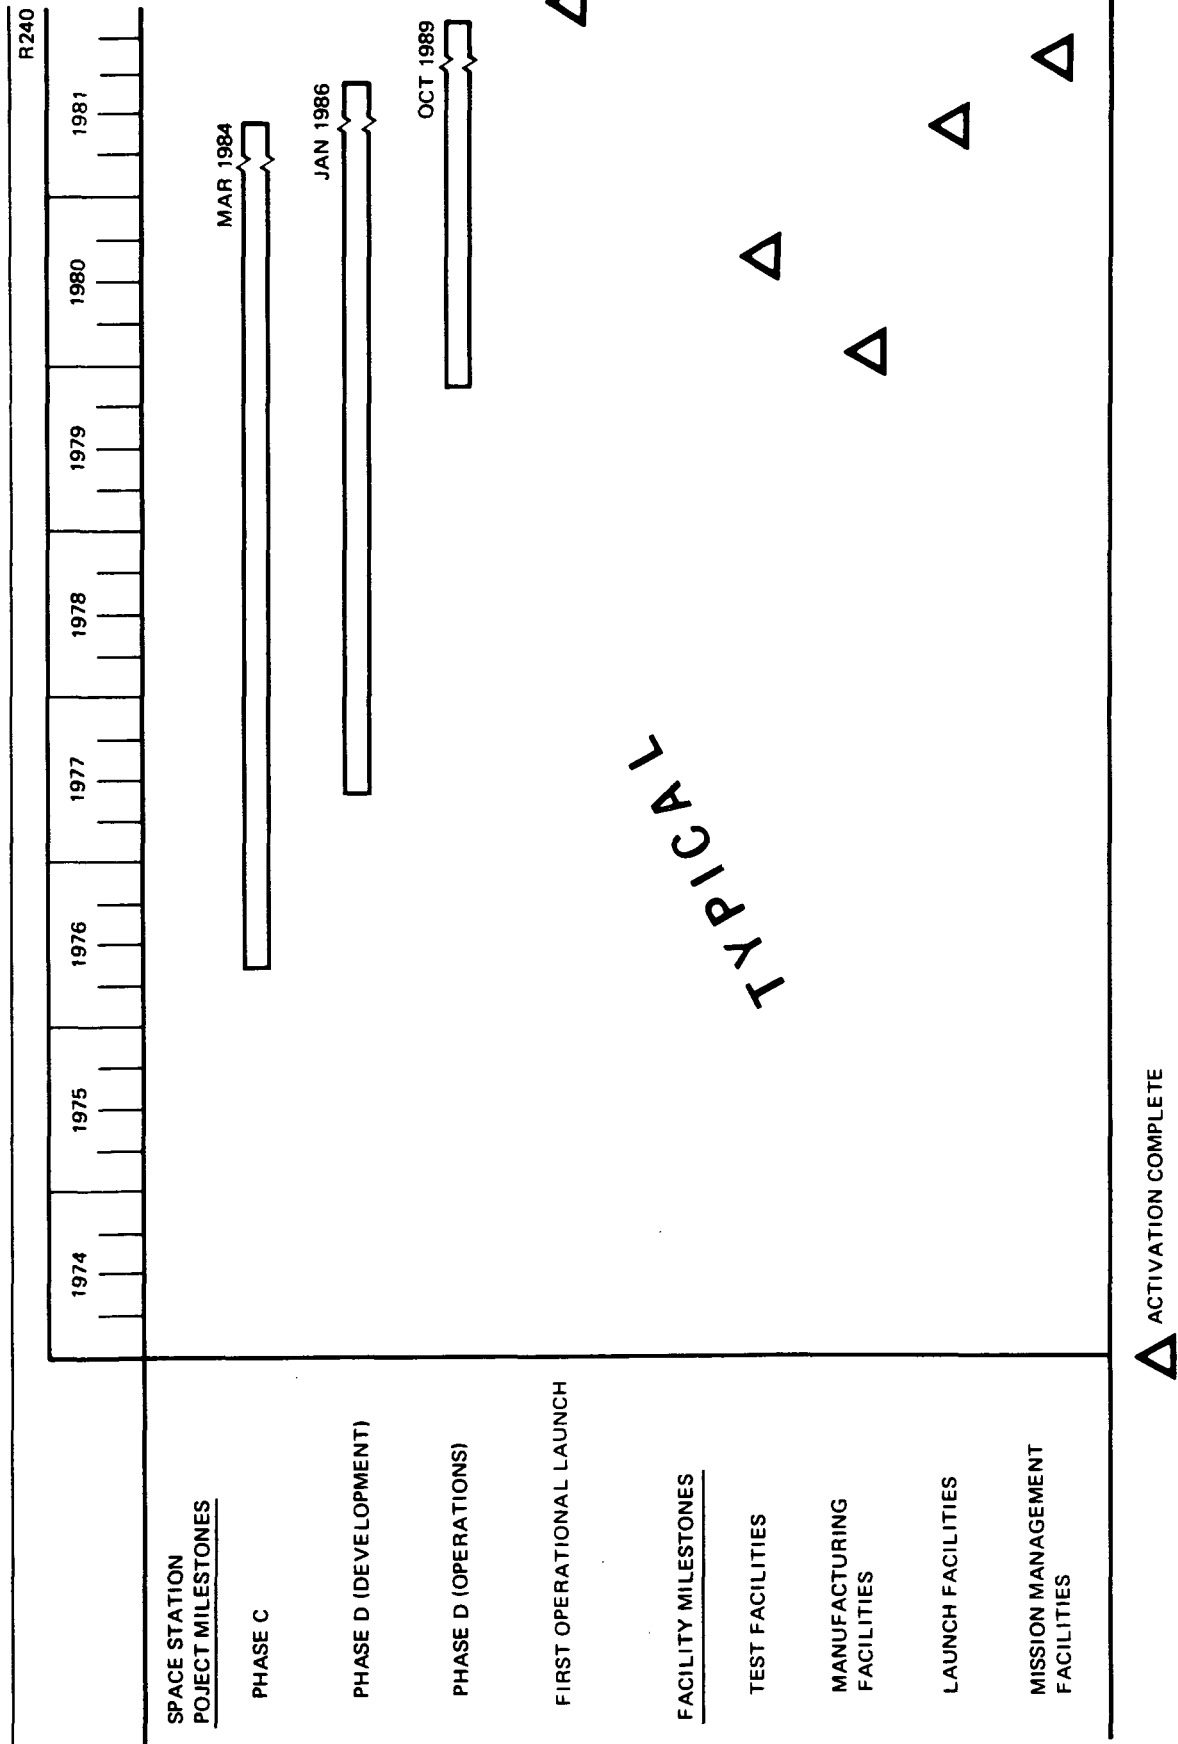 R240
1974 1975 1976 1977 1978 1979 1980 1981
SPACE STATION
POJECT MILESTONES
PHASE C
MAR 1984
PHASE D (DEVELOPMENT)
JAN 1986
PHASE D (OPERATIONS)
OCT 1989
FIRST OPERATIONAL LAUNCH
TYPICAL
FACILITY MILESTONES
TEST FACILITIES
MANUFACTURING
FACILITIES
LAUNCH FACILITIES
MISSION MANAGEMENT
FACILITIES
ACTIVATION COMPLETE